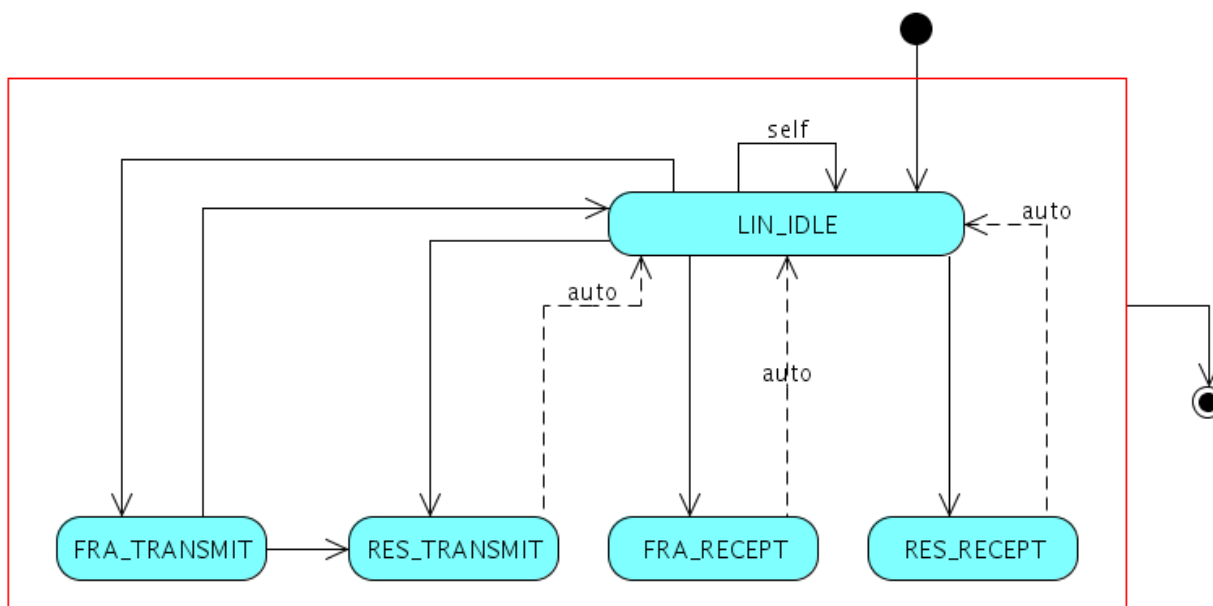 self
LIN_IDLE
auto
auto
auto
FRA_TRANSMIT
RES_TRANSMIT
FRA_RECEPT
RES_RECEPT